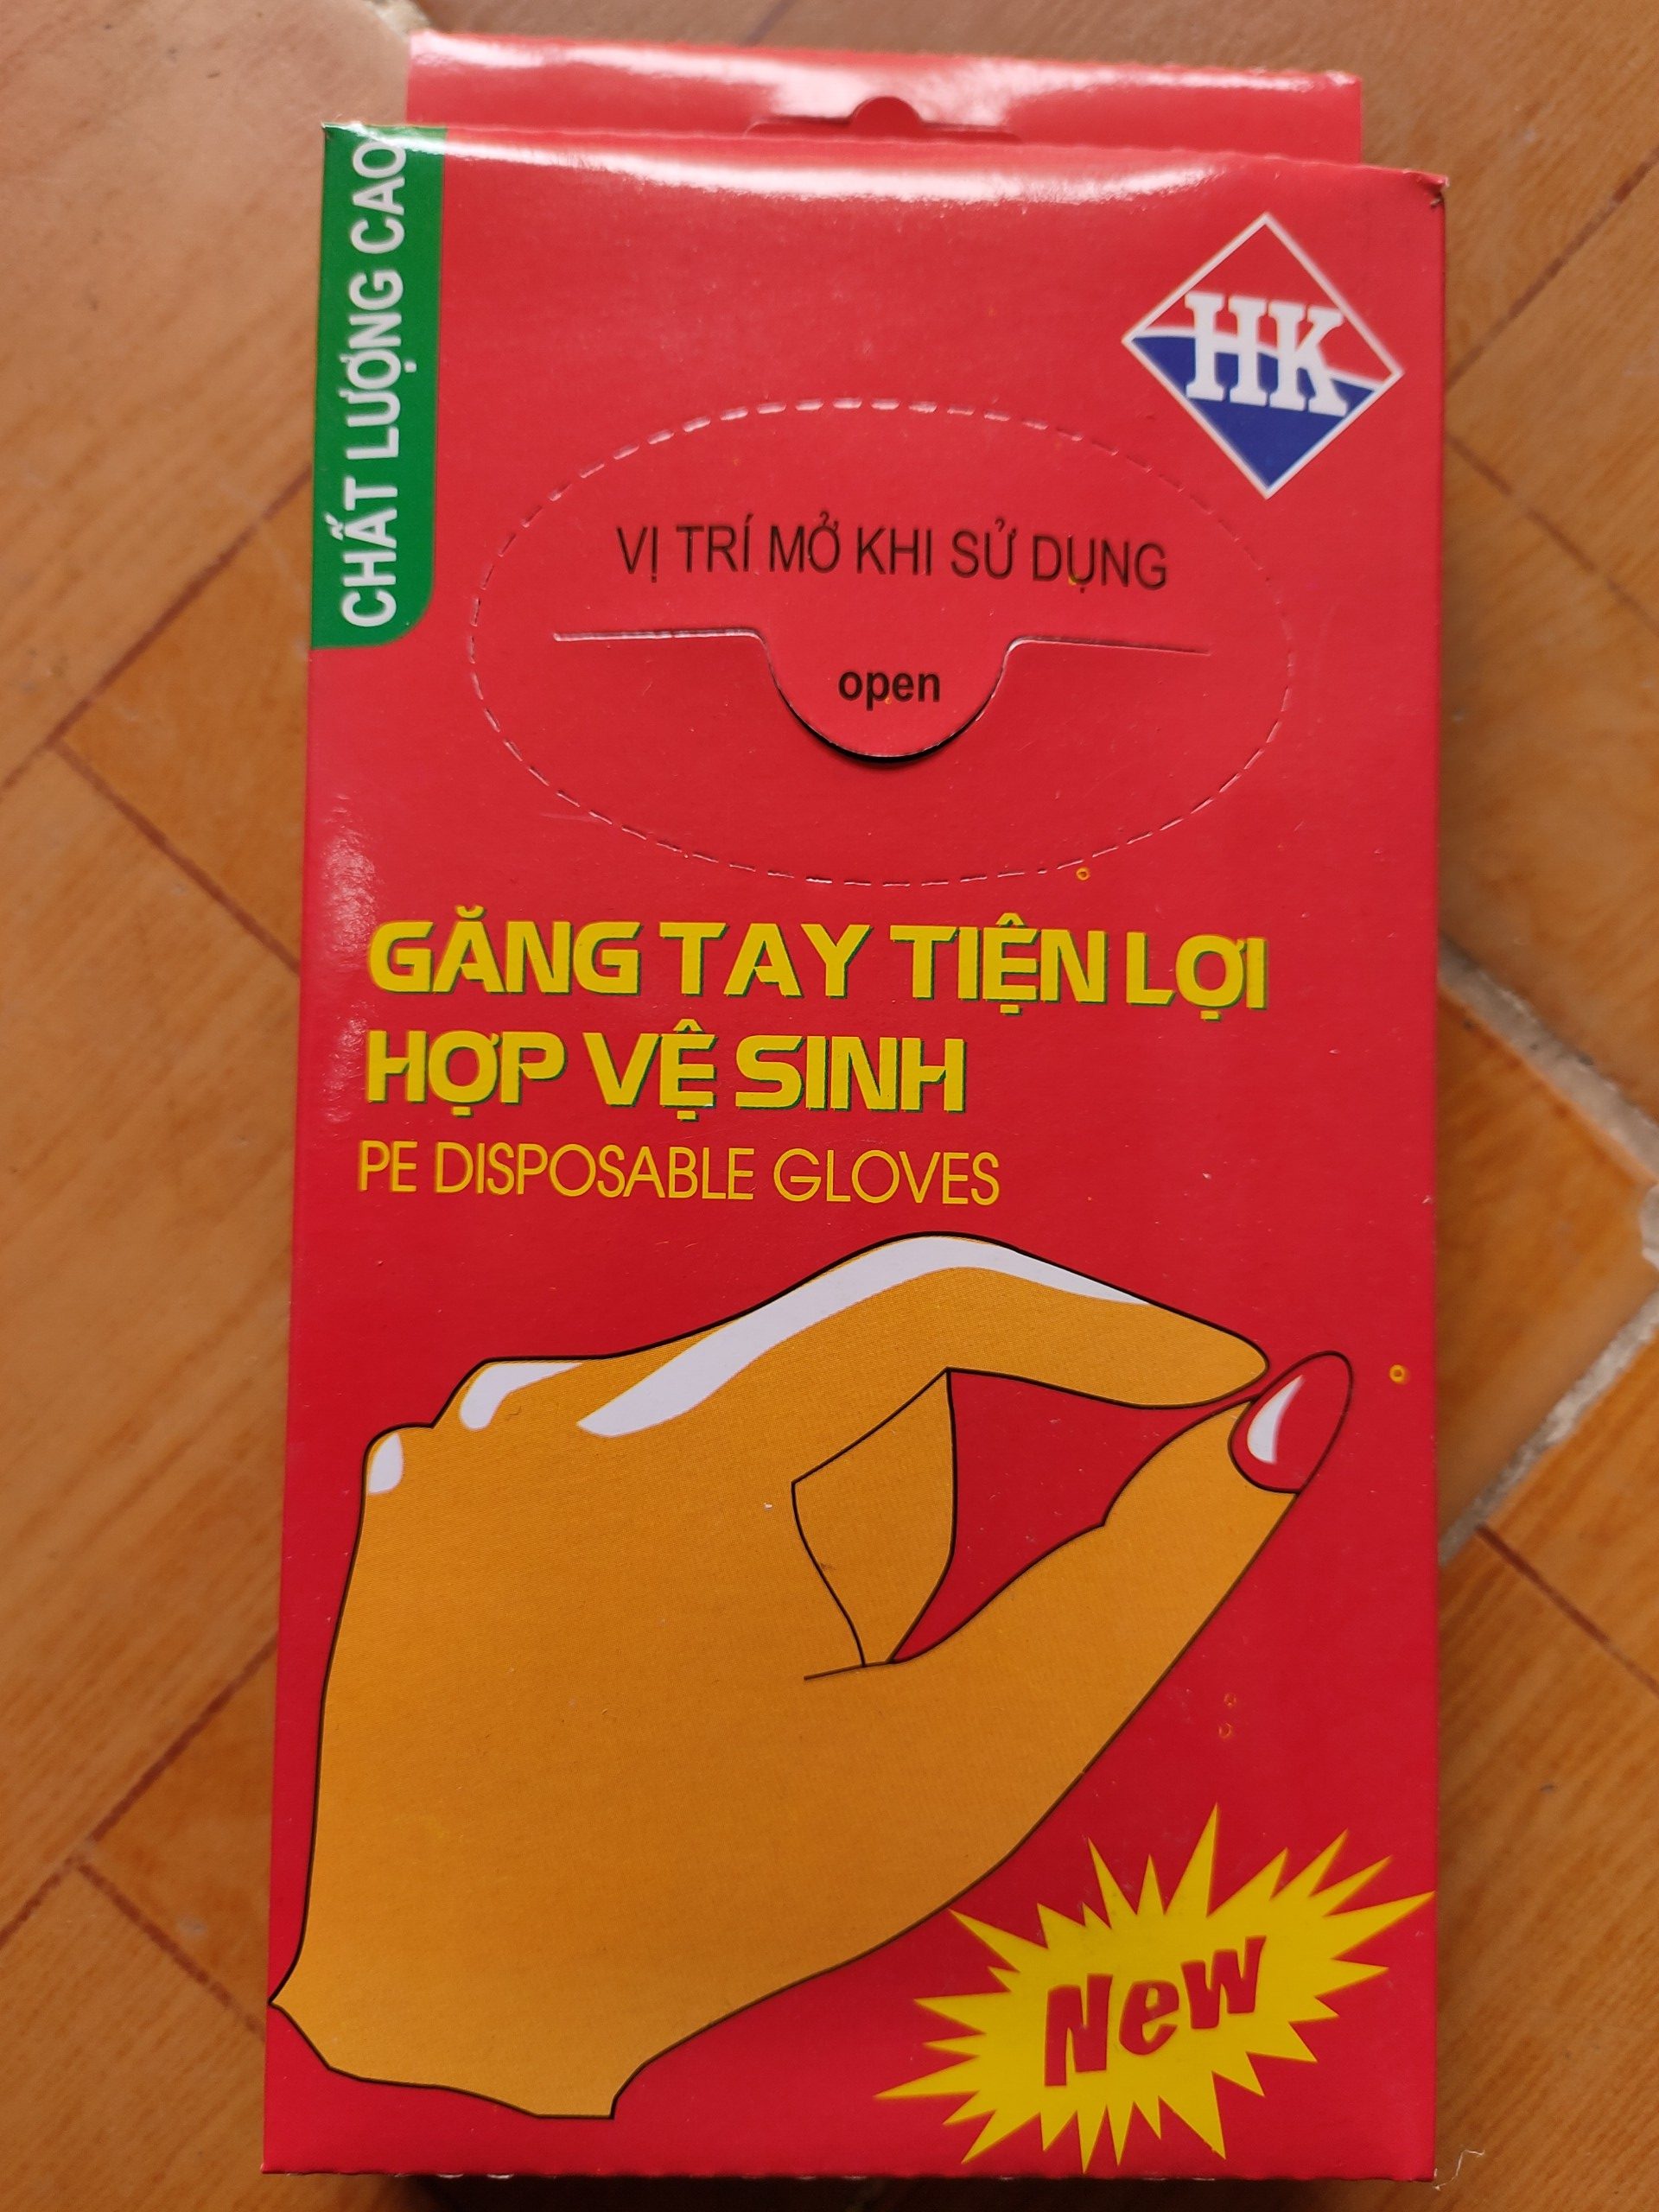 CHẤT LƯỢNG CAO
HK
VỊ TRÍ MỞ KHI SỬ DỤNG
open
GĂNG TAY TIỆN LỢI
HỢP VỆ SINH
PE DISPOSABLE GLOVES
New